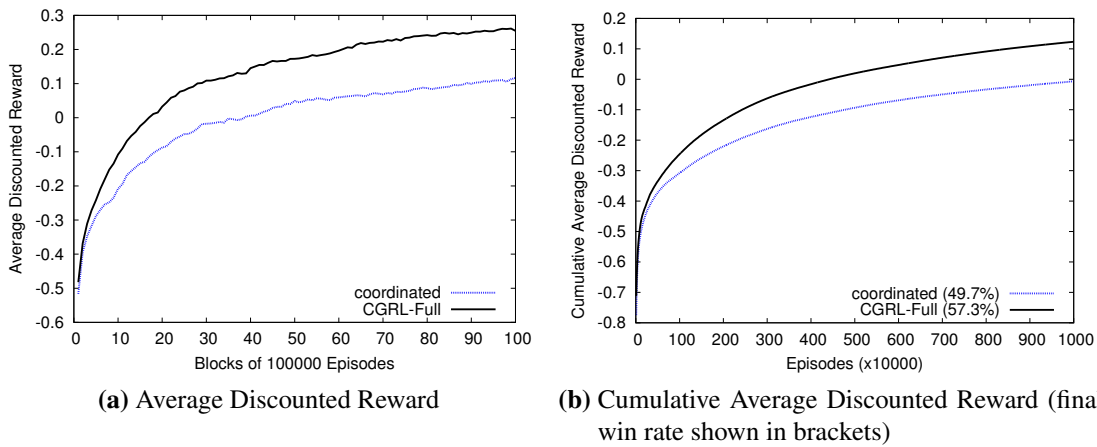 0.3
0.2
0.1
0
-0.1
-0.2
-0.3
-0.4
-0.5
-0.6
Average Discounted Reward
coordinated
CGRL-Full
0 10 20 30 40 50 60 70 80 90 100
Blocks of 100000 Episodes
(a) Average Discounted Reward
0.2
0.1
0
-0.1
-0.2
-0.3
-0.4
-0.5
-0.6
-0.7
-0.8
Cumulative Average Discounted Reward
coordinated (49.7%)
CGRL-Full (57.3%)
0 100 200 300 400 500 600 700 800 900 1000
Episodes (x10000)
(b) Cumulative Average Discounted Reward (fina
win rate shown in brackets)